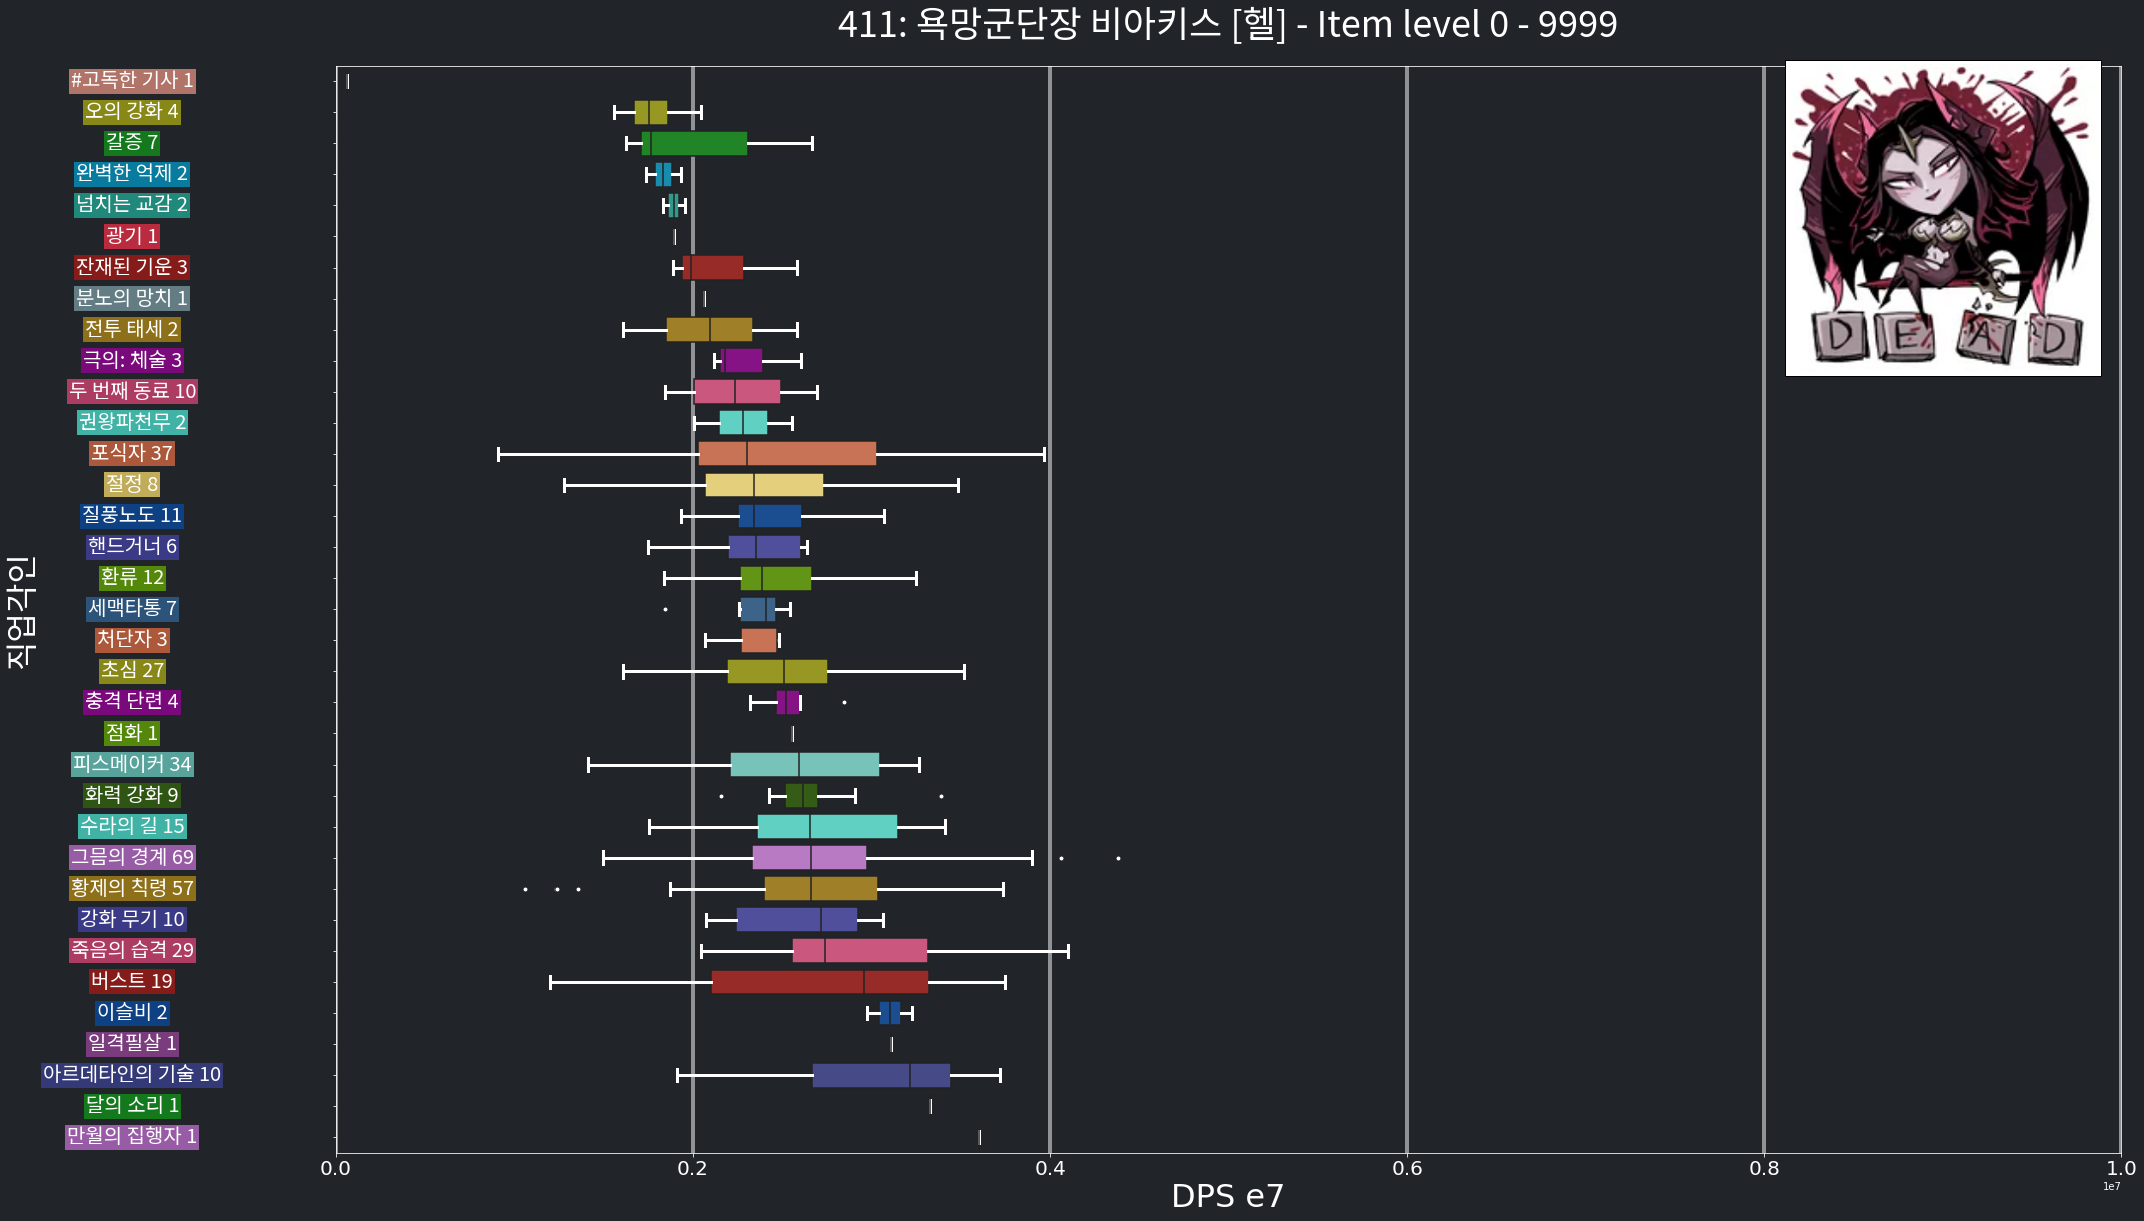 411: 욕망군단장 비아키스 [헬] - Item level 0 - 9999
#고독한 기사 1
오의 강화 4
갈증 7
완벽한 억제 2
넘치는 교감 2
광기 1
잔재된 기운 3
분노의 망치 1
전투 태세 2
극의: 체술 3
두 번째 동료 10
권왕파천무 2
포식자 37
절정 8
질풍노도 11
핸드거너 6
환류 12
세맥타통 7
처단자 3
초심 27
충격 단련 4
점화 1
피스메이커 34
화력 강화 9
수라의 길 15
그믐의 경계 69
황제의 칙령 57
강화 무기 10
죽음의 습격 29
버스트 19
이슬비 2
일격필살 1
아르데타인의 기술 10
달의 소리 1
만월의 집행자 1
직업각인
D E A D
0.0 0.2 0.4 0.6 0.8 1.0
1e7
DPS e7